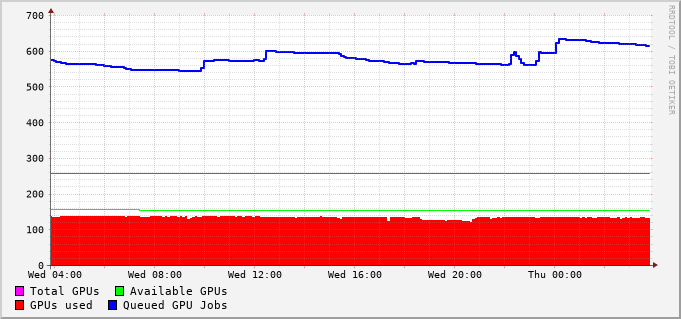 700
600
500
400
300
200
100
0
Wed 04:00 Wed 08:00 Wed 12:00 Wed 16:00 Wed 20:00 Thu 00:00
Total GPUs Available GPUs
GPUs used Queued GPU Jobs
RRDTOOL / TOBI OETIKER